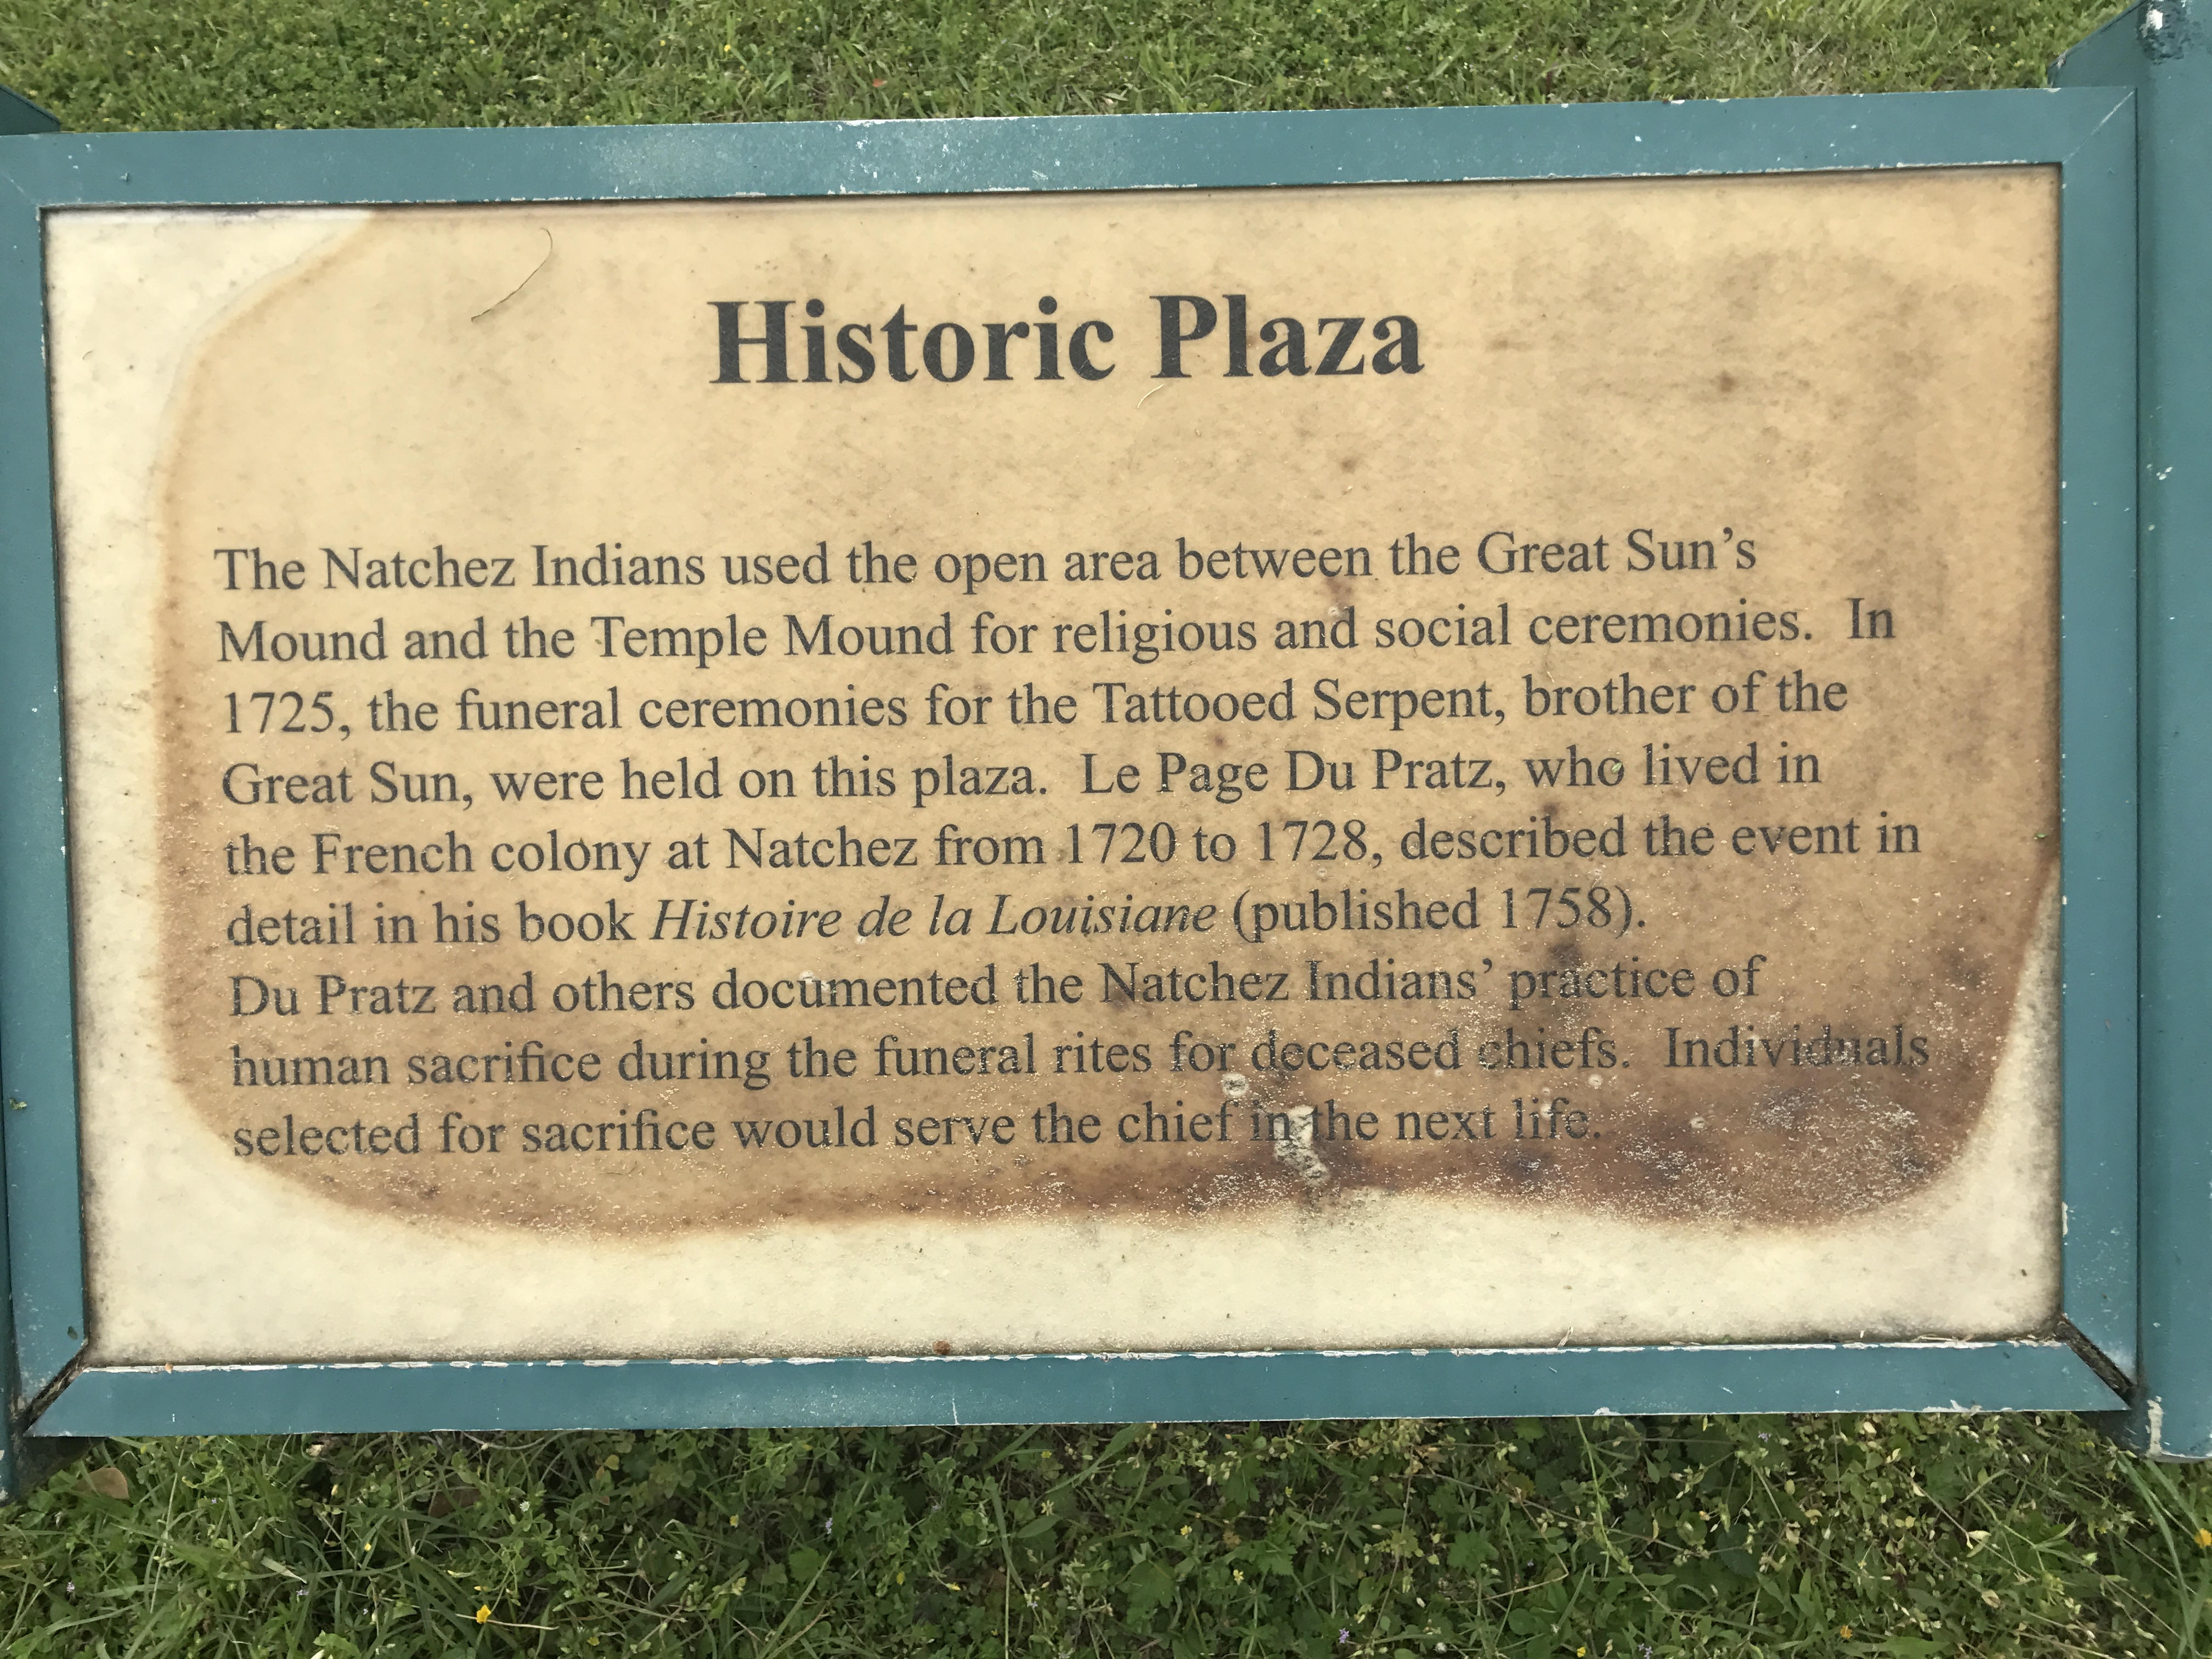 Historic Plaza
The Natchez Indians used the open area between the Great Sun's
Mound and the Temple Mound for religious and social ceremonies.  In
1725, the funeral ceremonies for the Tattooed Serpent, brother of the
Great Sun, were held on this plaza.  Le Page Du Pratz, who lived in
the French colony at Natchez from 1720 to 1728, described the event in
detail in his book Histoire de la Louisiane (published 1758).
Du Pratz and others documented the Natchez Indians' practice of
human sacrifice during the funeral rites for deceased chiefs.  Individuals
selected for sacrifice would serve the chief in the next life.